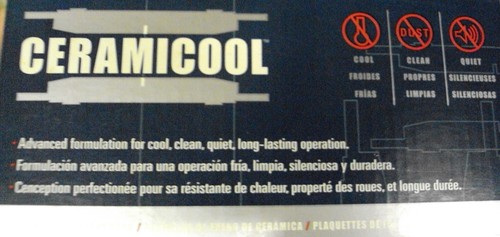 CERAMICOOL
DUST
COOL CLEAN QUIET
FROIDES PROPRES SILENCIEUSES
FRÍAS LIMPIAS SILENCIOSAS
· Advanced formulation for cool, clean, quiet, long-lasting operation.
· Formulación avanzada para una operación fría, limpia, silenciosa y duradera.
· Conception perfectionée pour sa résistante de chaleur, properté des roues, et longue durée.
DE CERÁMICA / PLAQUETTES DE